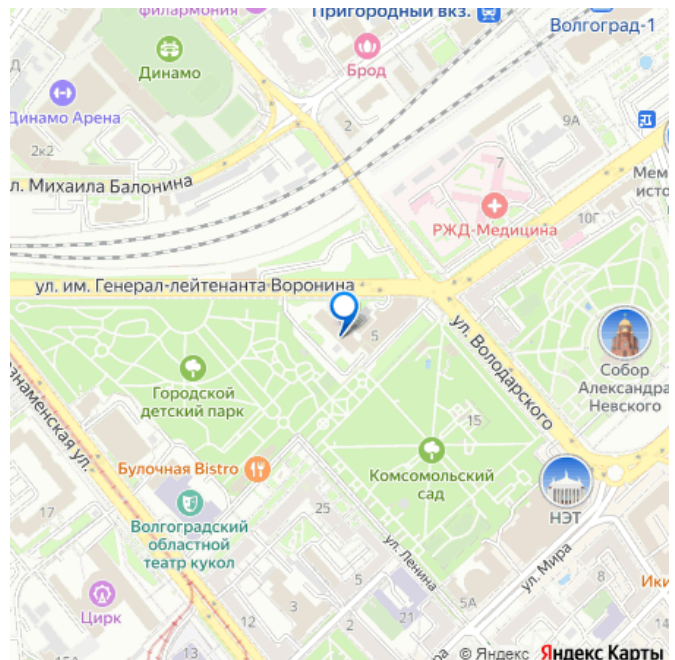 филармония
Пригородный вкз.
Волгоград-1
Динамо
Брод
Динамо Арена
2
9А
2к2
7
л. Михаила Балонина
Мем
исто
10Г
РЖД-Медицина
ул. им. Генерал-лейтенанта Воронина
5
ул. Володарского
Собор
Александра
Невского
Городской
детский парк
15
знаменская ул.
Булочная Bistro
Комсомольский
сад
17
25
НЭТ
Волгоградский
областной
театр кукол
ул. Ленина
ул. Мира
8
Ики
Цирк
12
3
2
21
5А
14
15А
13
© Яндекс Яндекс Карты